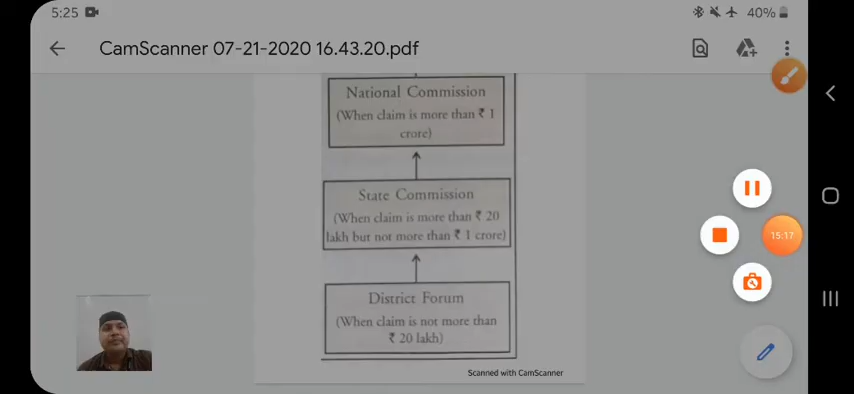 5:25
40%
CamScanner 07-21-2020 16.43.20.pdf
National Commission
(When claim is more than ₹ 1
crore)
State Commission
(When claim is more than ₹ 20
lakh but not more than ₹ 1 crore)
15:17
District Forum
(When claim is not more than
₹ 20 lakh)
Scanned with CamScanner